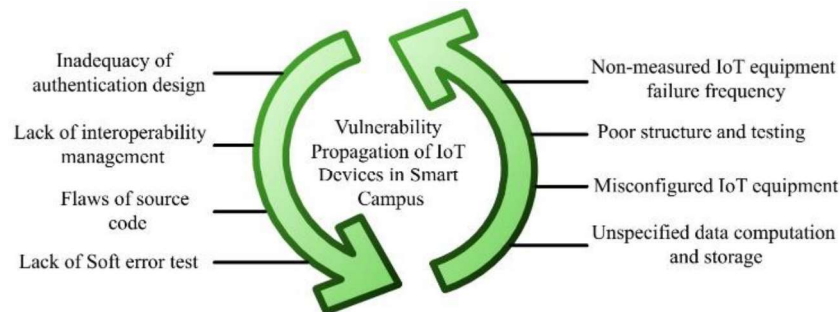 Inadequacy of
authentication design
Lack of interoperability
management
Flaws of source
code
Lack of Soft error test
Vulnerability
Propagation of IoT
Devices in Smart
Campus
Non-measured IoT equipment
failure frequency
Poor structure and testing
Misconfigured IoT equipment
Unspecified data computation
and storage